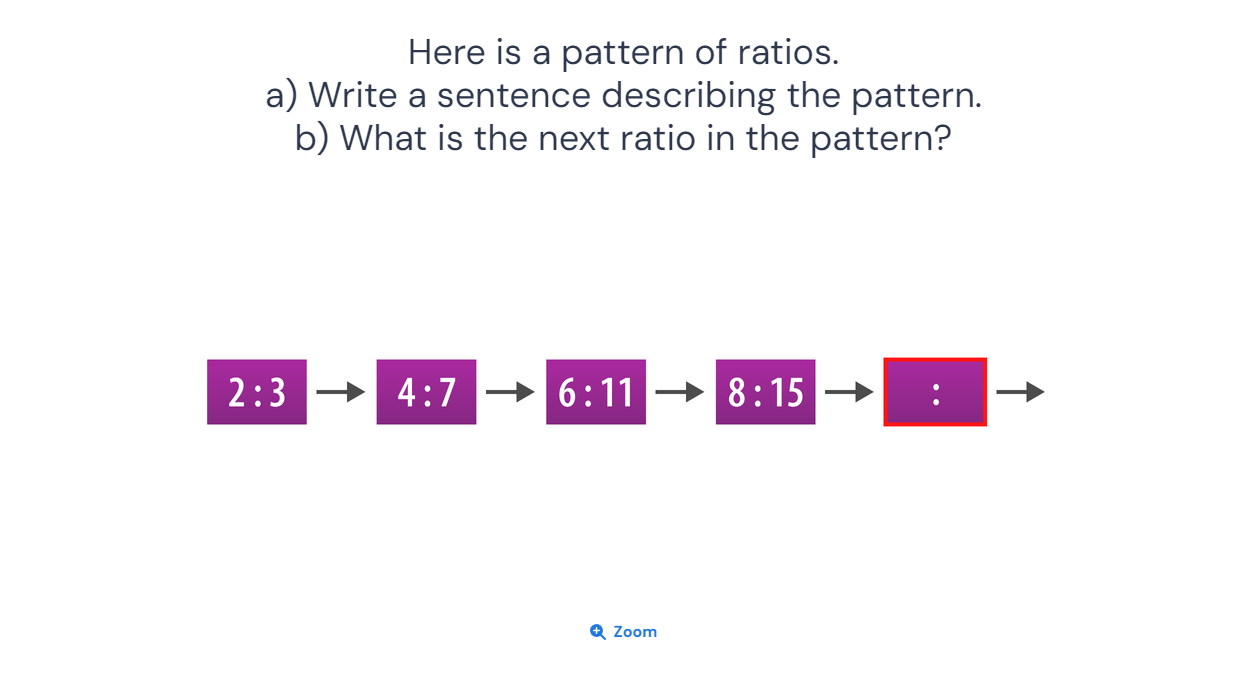 Here is a pattern of ratios.
a) Write a sentence describing the pattern.
b) What is the next ratio in the pattern?
2 : 3 4 : 7 6 : 11 8 : 15 :
Zoom